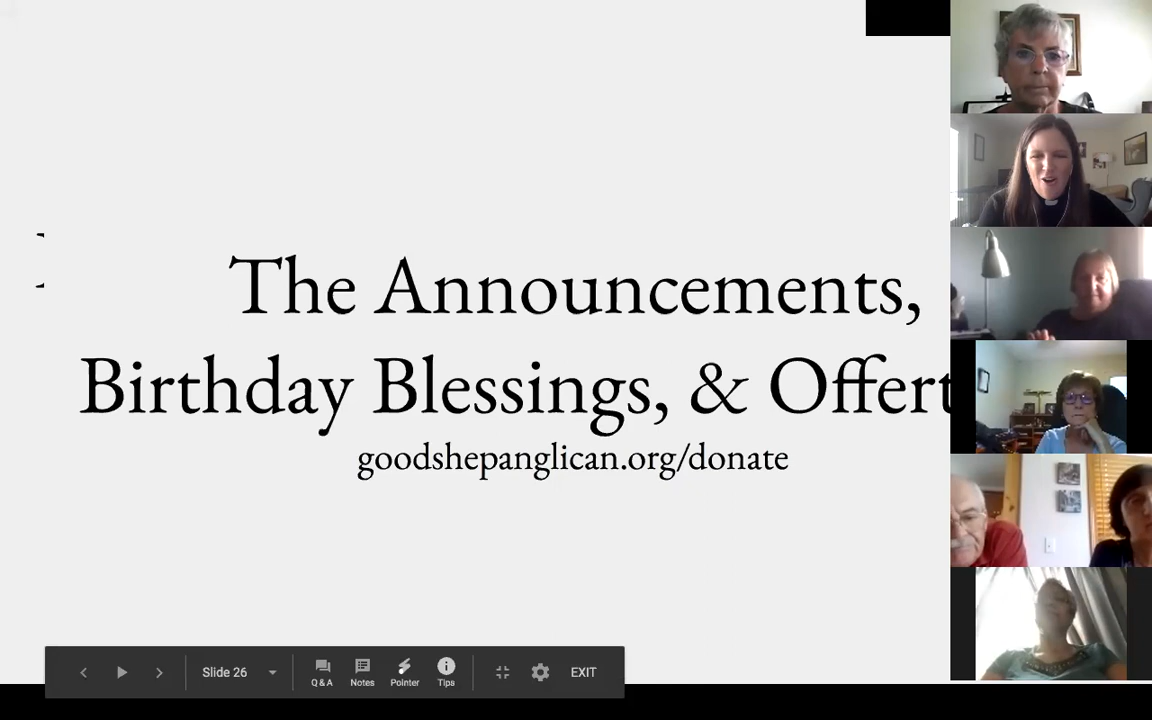 The Announcements,
Birthday Blessings, & Offert
goodshepanglican.org/donate
Slide 26
Q & A
Notes
Pointer
Tips
EXIT